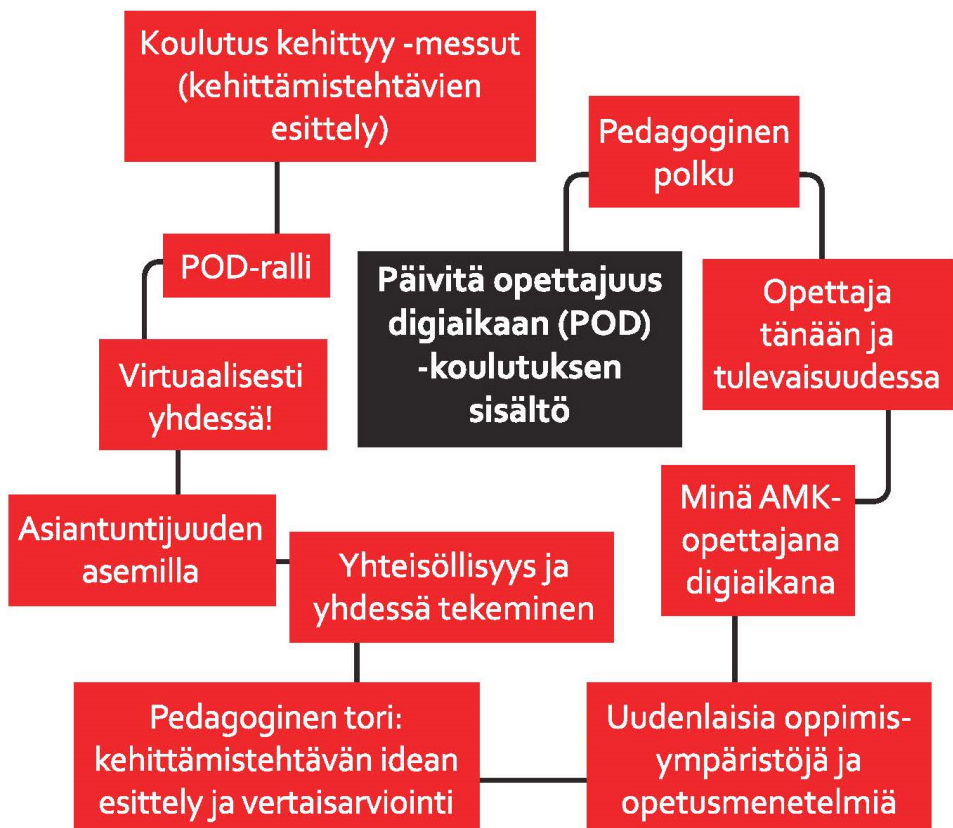 Koulutus kehittyy -messut
(kehittämistehtävien
esittely)
Pedagoginen
polku
POD-ralli
Päivitä opettajuus
digiaikaan (POD)
-koulutuksen
sisältö
Opettaja
tänään ja
tulevaisuudessa
Virtuaalisesti
yhdessä!
Minä AMK-
opettajana
digiaikana
Asiantuntijuuden
asemilla
Yhteisöllisyys ja
yhdessä tekeminen
Pedagoginen tori:
kehittämistehtävän idean
esittely ja vertaisarviointi
Uudenlaisia oppimis-
ympäristöjä ja
opetusmenetelmiä